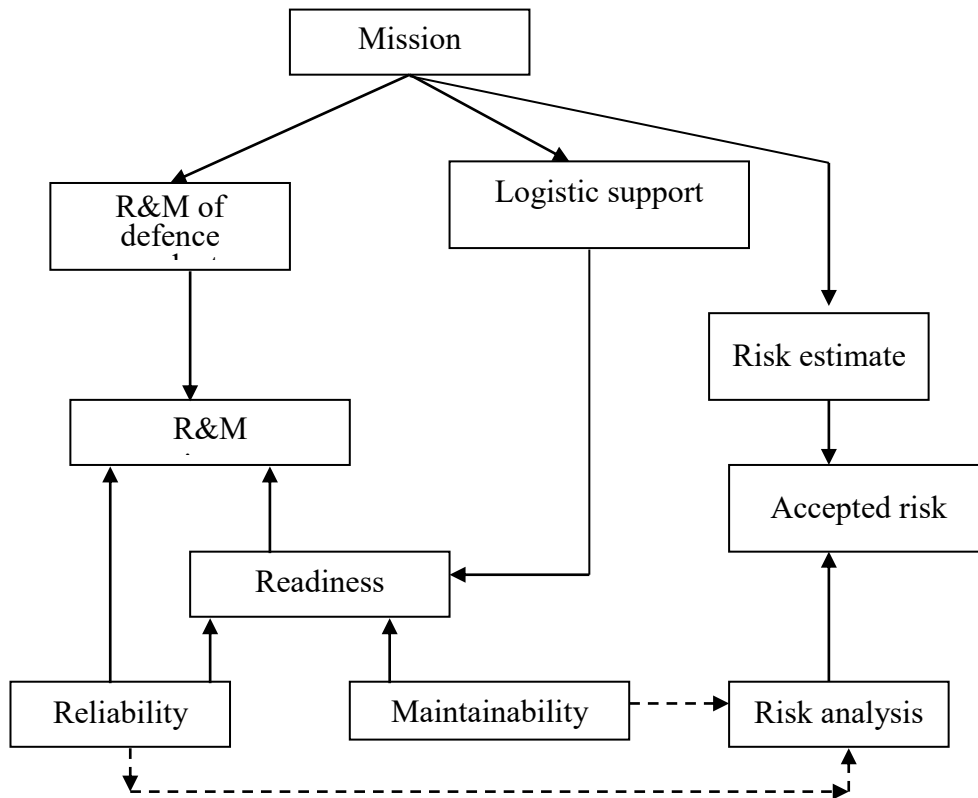 Mission
R&M of
defence
Logistic support
Risk estimate
R&M
Accepted risk
Readiness
Reliability
Maintainability
Risk analysis